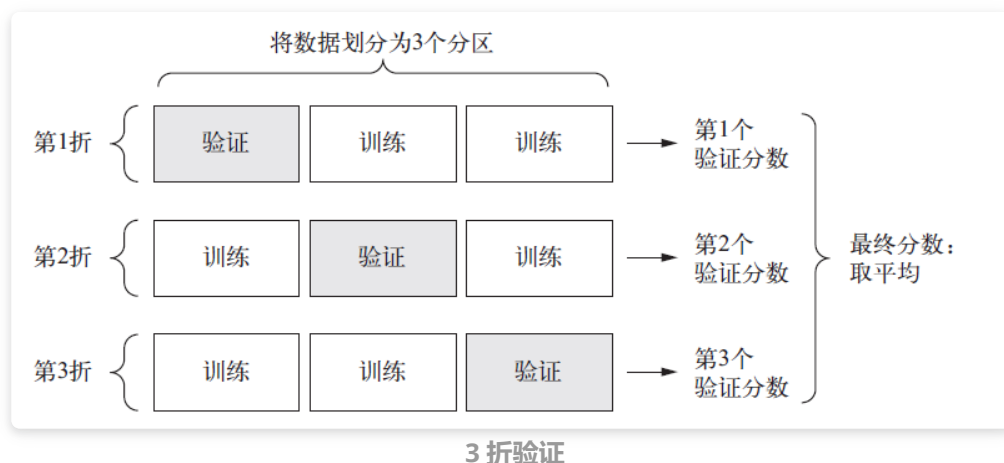 将数据划分为3个分区
第1折
验证
训练
训练
第1个
验证分数
第2折
训练
验证
训练
第2个
验证分数
最终分数：
取平均
第3折
训练
训练
验证
第3个
验证分数
3 折验证